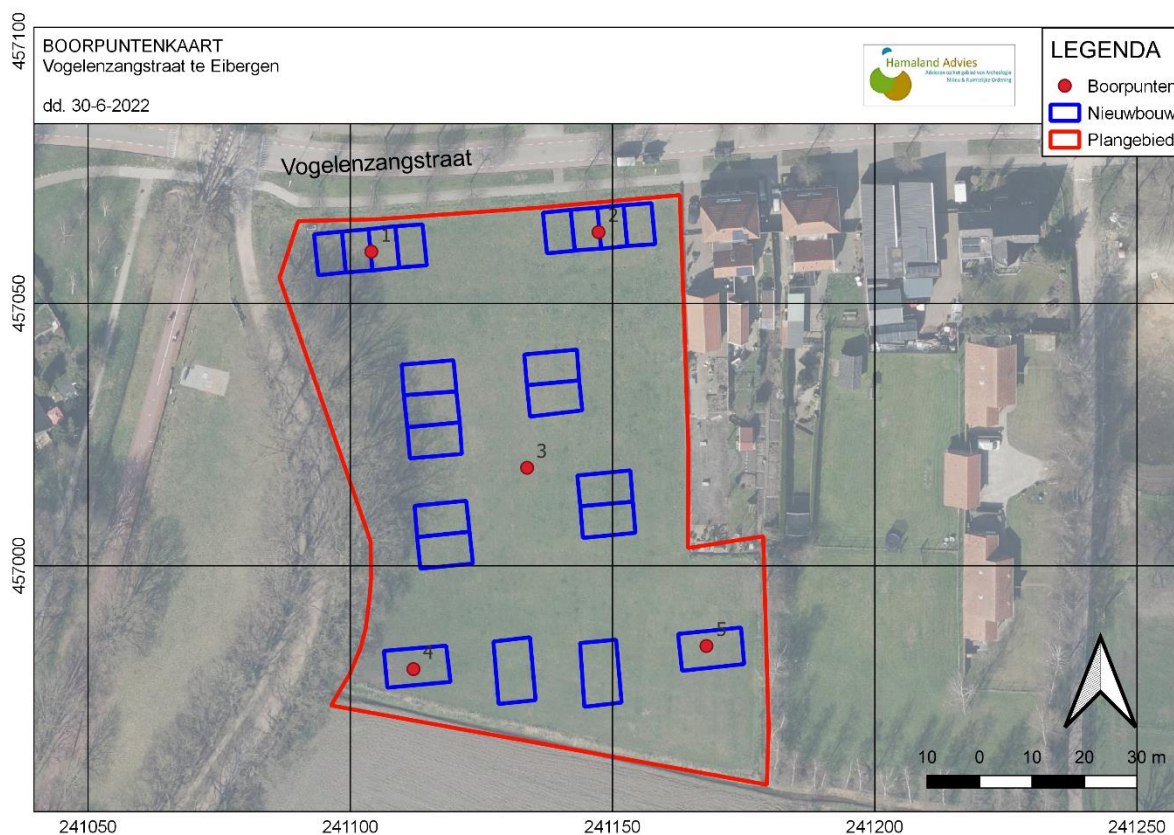 BOORPUNTENKAART
Vogelenzangstraat te Eibergen
dd. 30-6-2022
Hamaland Advies
LEGENDA
Boorpunten
Nieuwbouw
Plangebied
Vogelenzangstraat
1
2
3
4
5
457100
457050
457000
10 0 10 20 30 m
241050 241100 241150 241200 241250